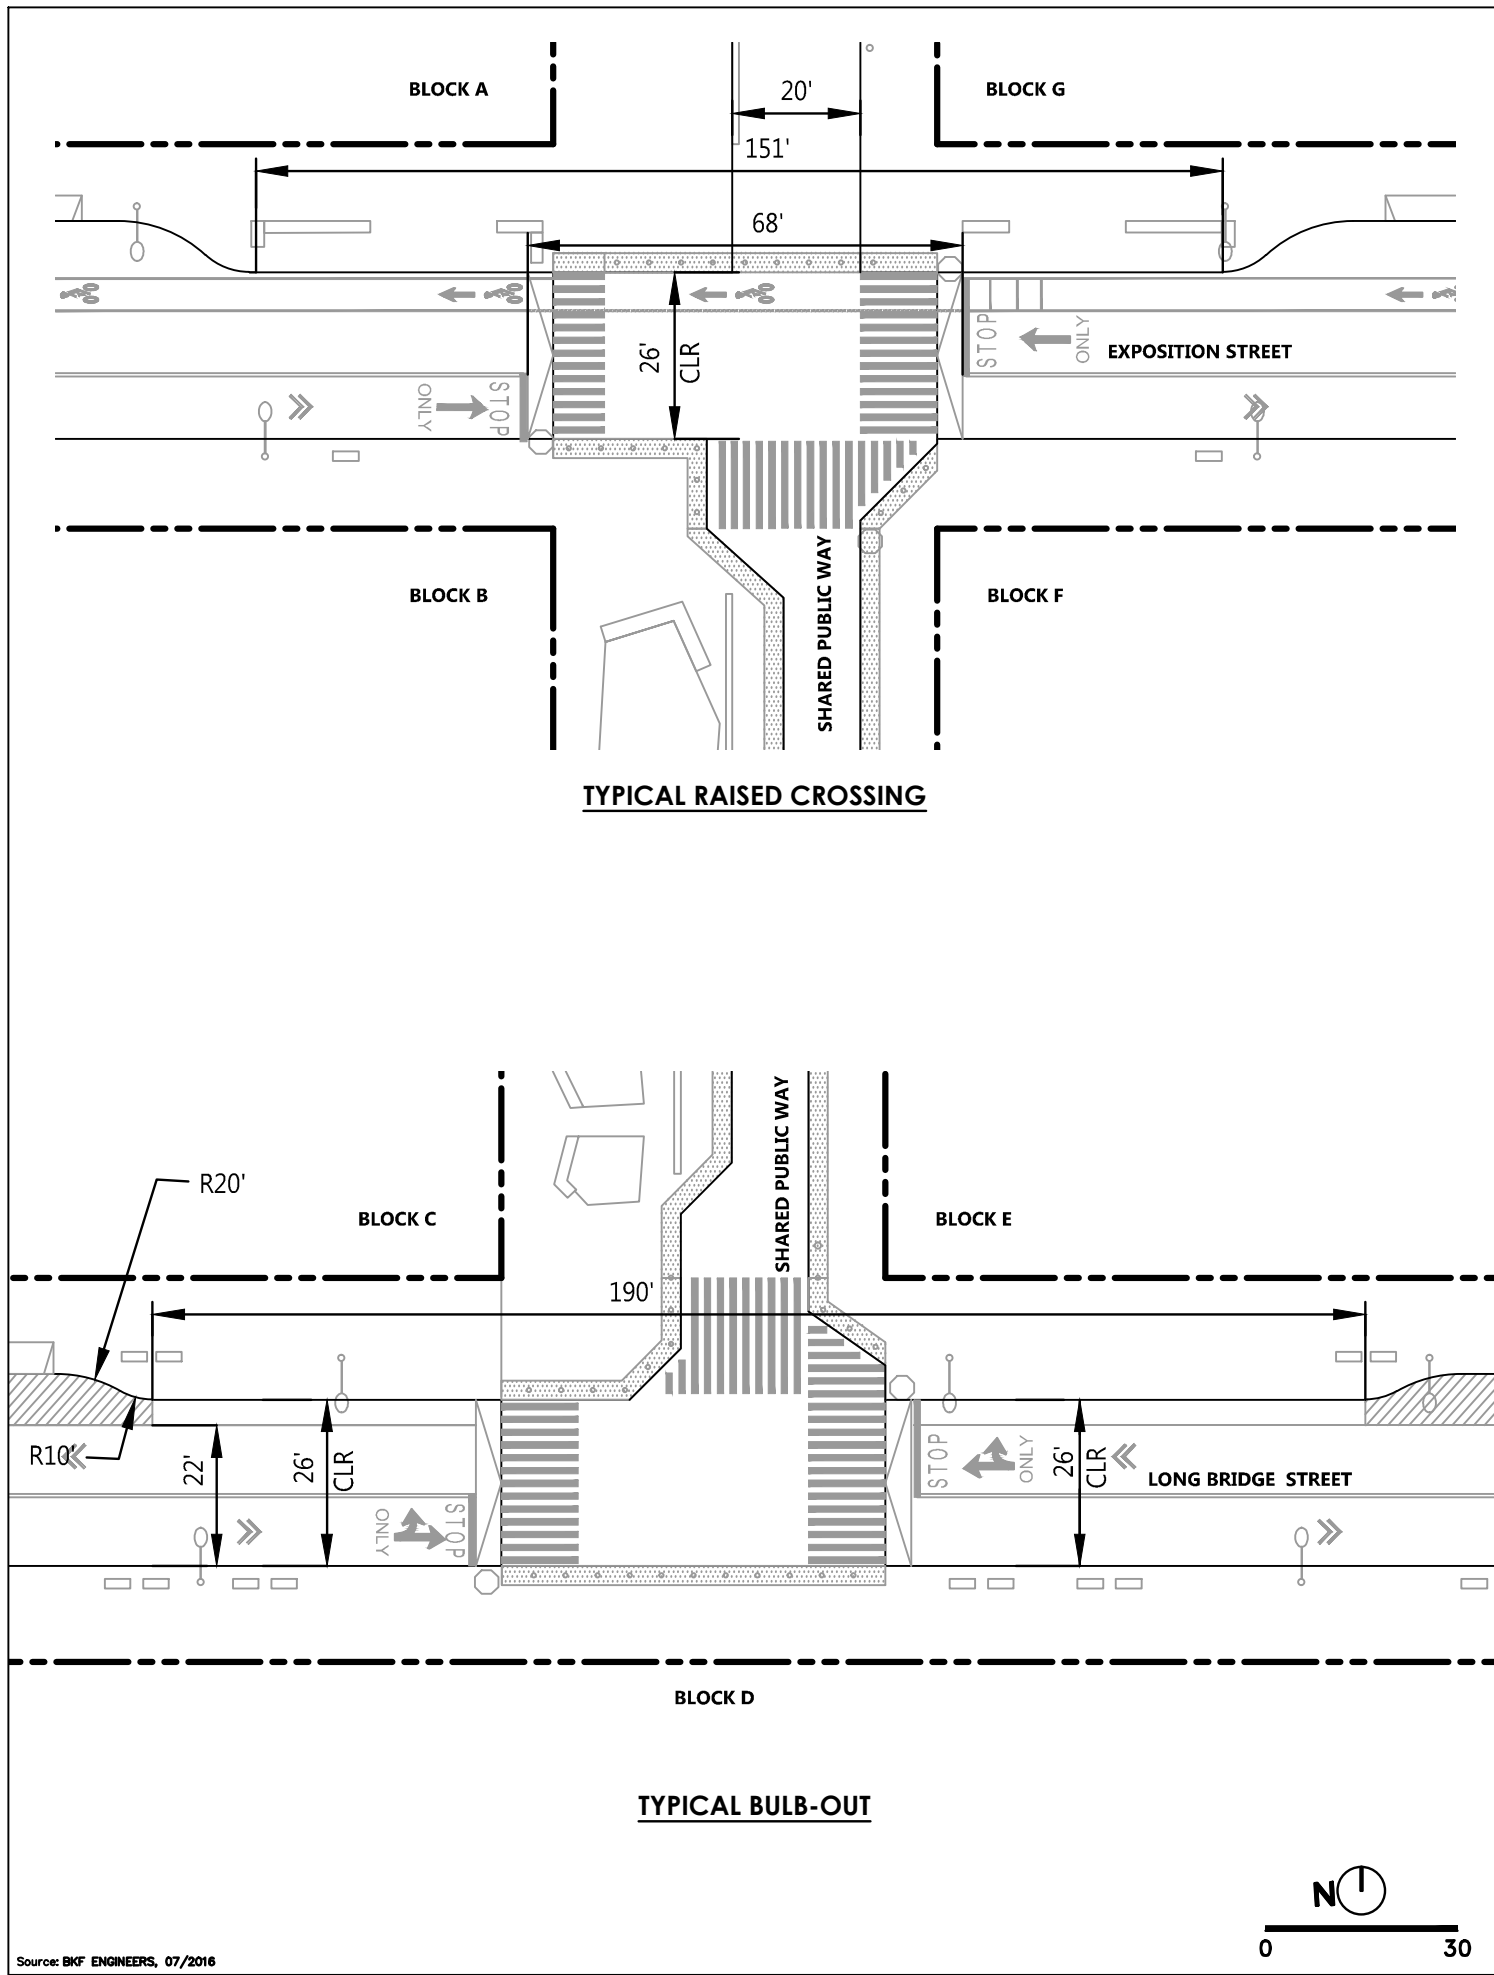 BLOCK A
BLOCK G
20'
151'
68'
26'
CLR
STOP
ONLY
EXPOSITION STREET
ONLY
STOP
BLOCK B
SHARED PUBLIC WAY
BLOCK F
TYPICAL RAISED CROSSING
SHARED PUBLIC WAY
R20'
BLOCK C
BLOCK E
190'
R10'
22'
26'
CLR
STOP
ONLY
26'
CLR
LONG BRIDGE STREET
ONLY
STOP
BLOCK D
TYPICAL BULB-OUT
N
0 30
Source: BKF ENGINEERS, 07/2016